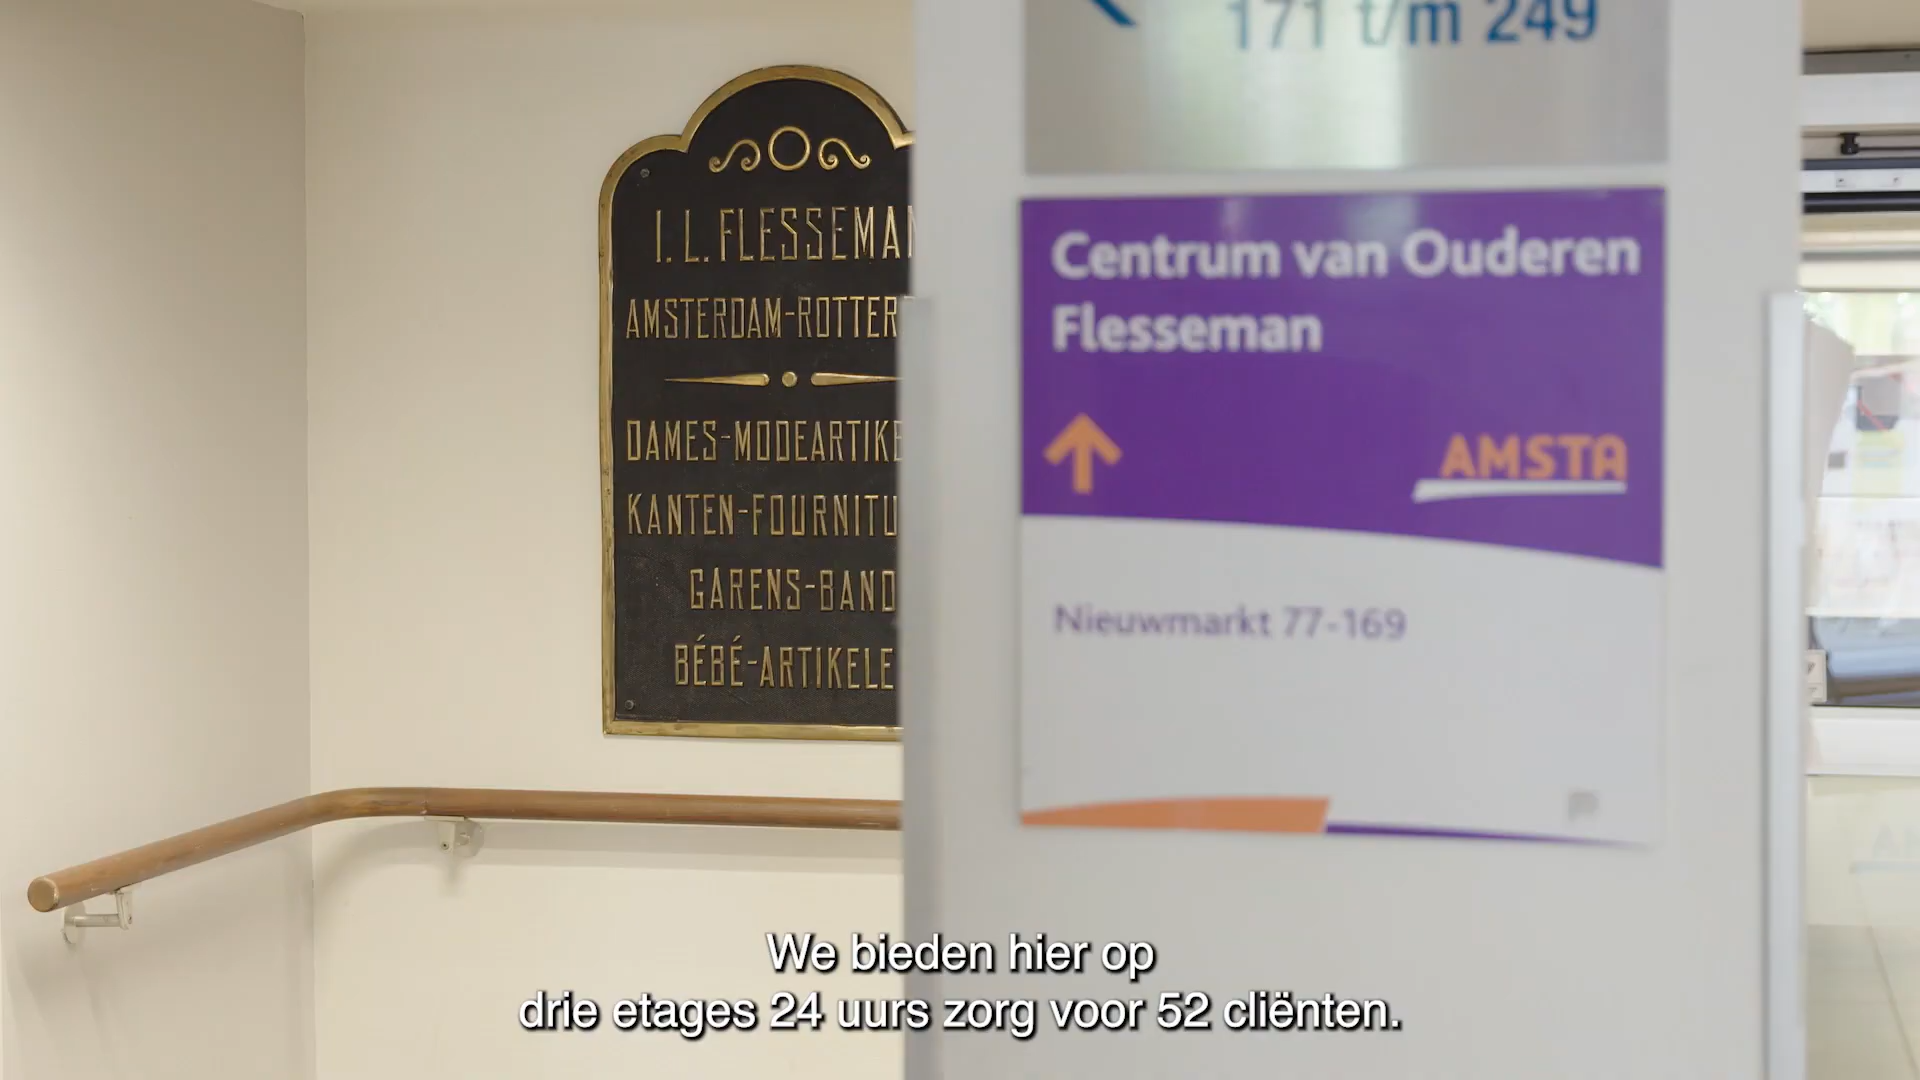 I. L. FLESSEMAN
AMSTERDAM-ROTTER
DAMES-MODEARTIKE
KANTEN-FOURNITU
GARENS-BAND
BÉBÉ-ARTIKELE
171 t/m 249
Centrum van Ouderen
Flesseman
AMSTA
Nieuwmarkt 77-169
We bieden hier op
drie etages 24 uurs zorg voor 52 cliënten.